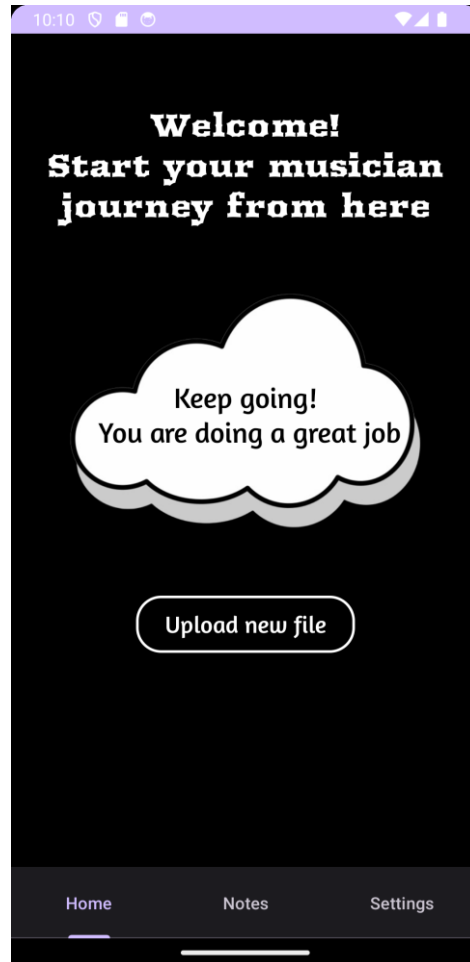 10:10
Welcome!
Start your musician
journey from here
Keep going!
You are doing a great job
Upload new file
Home Notes Settings